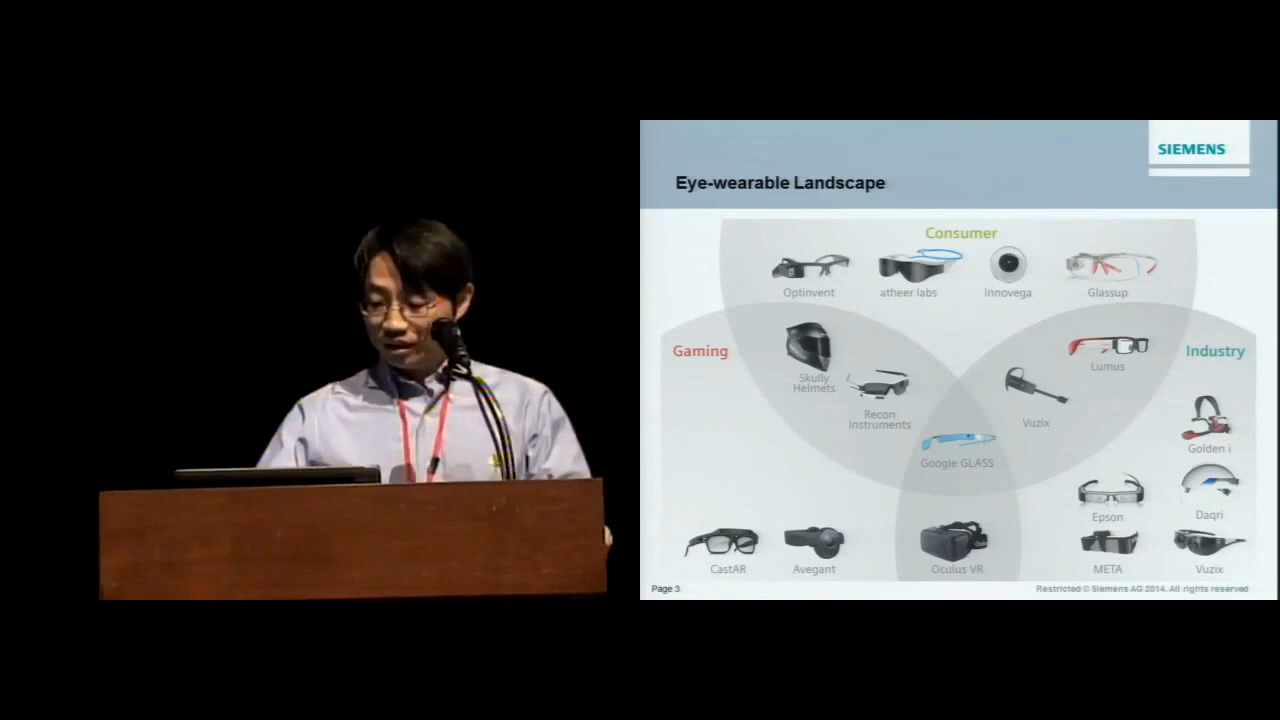 SIEMENS
Eye-wearable Landscape
Consumer
Optinvent
atheer labs
Innovega
Glassup
Gaming
Industry
Skully
Helmets
Lumus
Recon
Instruments
Vuzix
Golden i
Google GLASS
Epson
Daqri
CastAR
Avegant
Oculus VR
META
Vuzix
Page 3
Restricted © Siemens AG 2014. All rights reserved